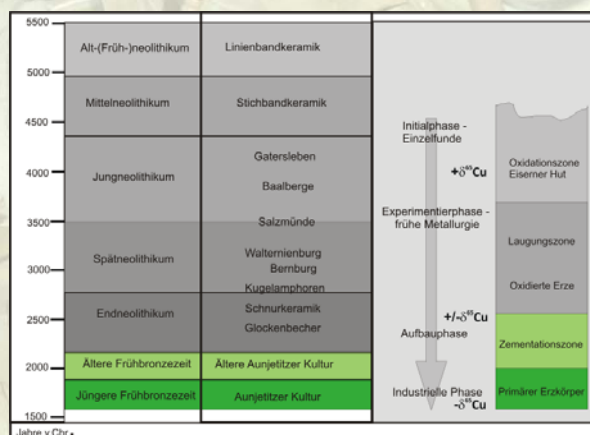 5500
5000
4500
4000
3500
3000
2500
2000
1500
Jahre v.Chr.
Alt-(Früh-)neolithikum
Mittelneolithikum
Jungneolithikum
Spätneolithikum
Endneolithikum
Ältere Frühbronzezeit
Jüngere Frühbronzezeit
Linienbandkeramik
Stichbandkeramik
Gatersleben
Baalberge
Salzmünde
Walternienburg
Bernburg
Kugelamphoren
Schnurkeramik
Glockenbecher
Ältere Aunjetitzer Kultur
Aunjetitzer Kultur
Initialphase -
Einzelfunde
+δ⁶⁵Cu
Experimentierphase -
frühe Metallurgie
+/-δ⁶⁵Cu
Aufbauphase
Industrielle Phase
-δ⁶⁵Cu
Oxidationszone
Eiserner Hut
Laugungszone
Oxidierte Erze
Zementationszone
Primärer Erzkörper